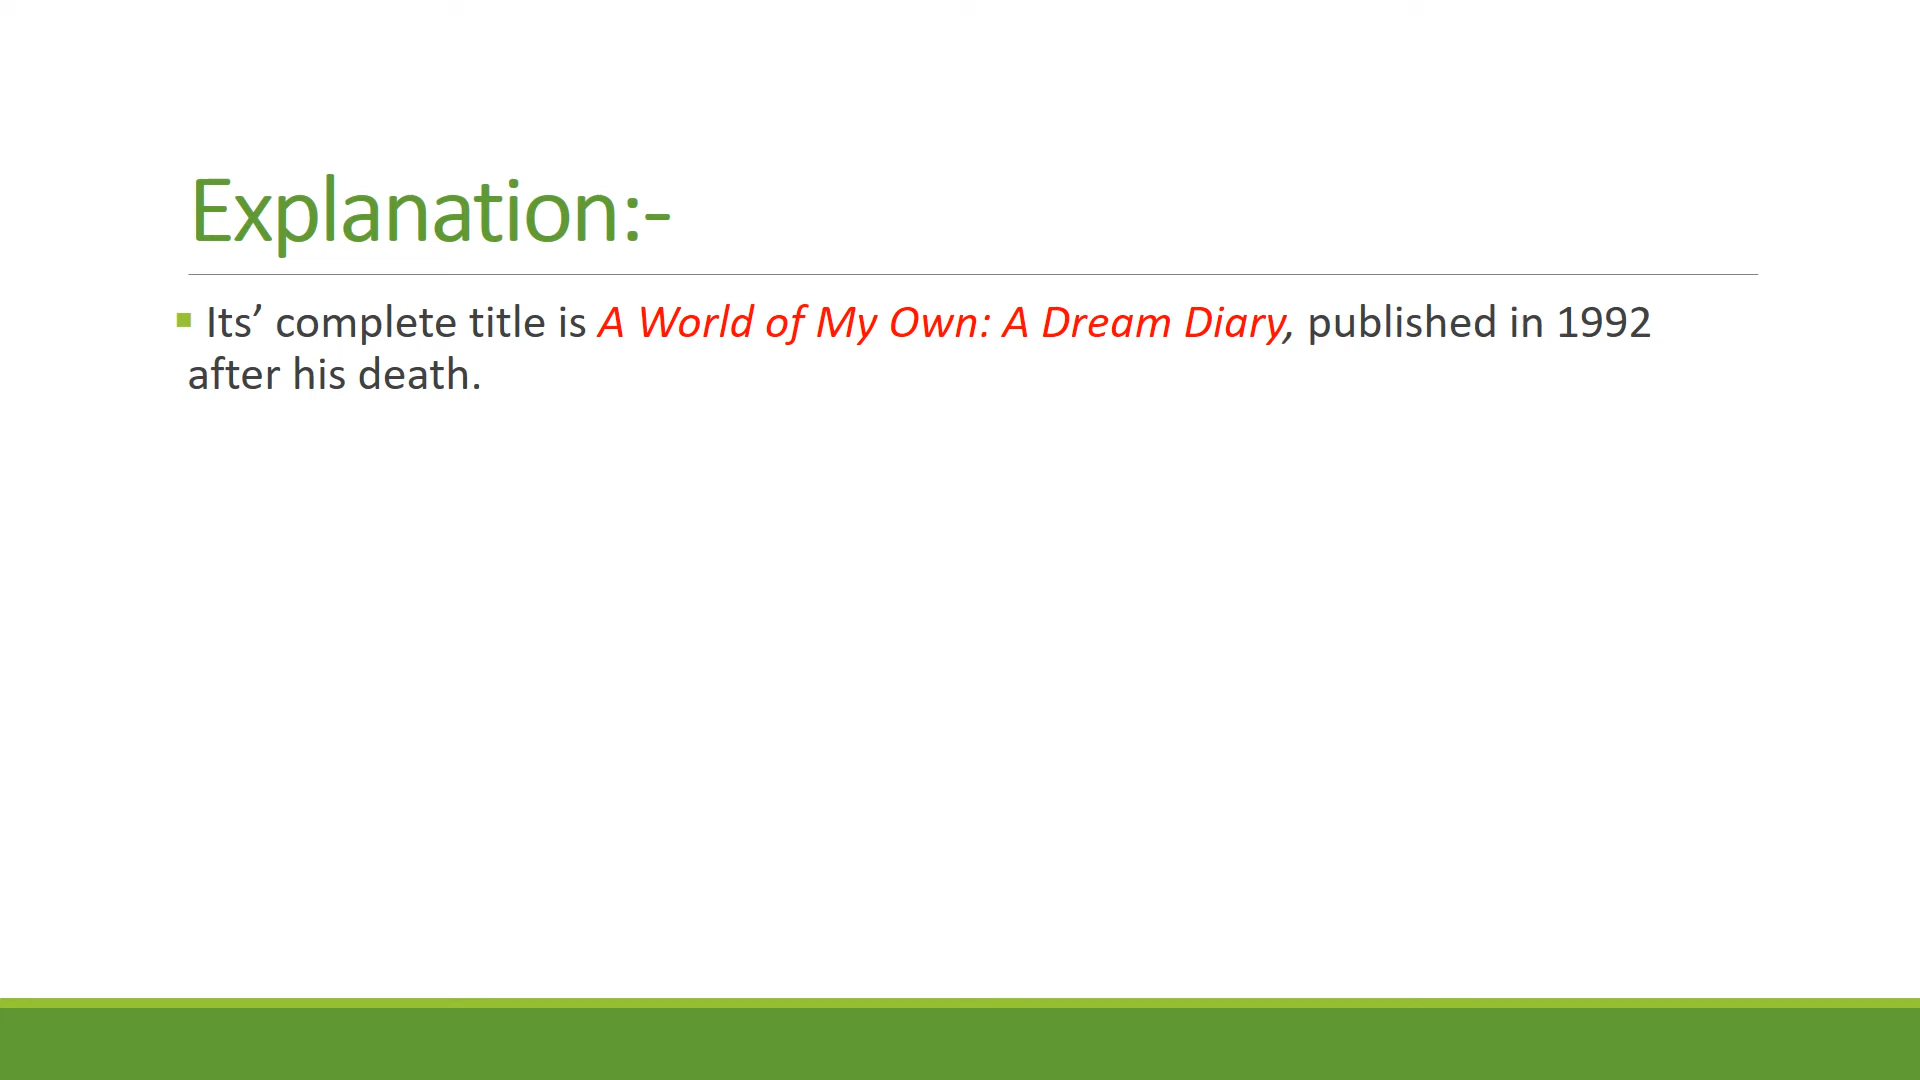 Explanation:-
Its’ complete title is A World of My Own: A Dream Diary, published in 1992
after his death.